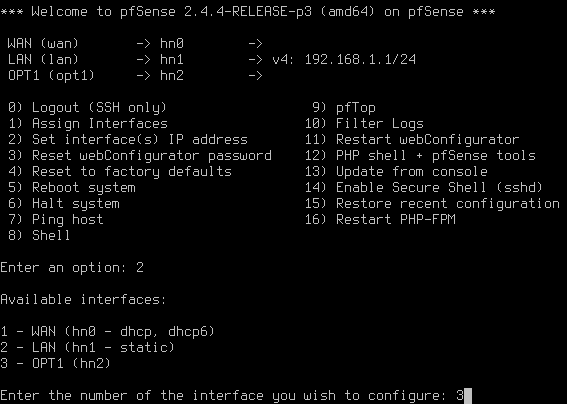 *** Welcome to pfSense 2.4.4-RELEASE-p3 (amd64) on pfSense ***
WAN (wan) -> hn0 ->
LAN (lan) -> hn1 -> v4: 192.168.1.1/24
OPT1 (opt1) -> hn2 ->
0) Logout (SSH only) 9) pfTop
1) Assign Interfaces 10) Filter Logs
2) Set interface(s) IP address 11) Restart webConfigurator
3) Reset webConfigurator password 12) PHP shell + pfSense tools
4) Reset to factory defaults 13) Update from console
5) Reboot system 14) Enable Secure Shell (sshd)
6) Halt system 15) Restore recent configuration
7) Ping host 16) Restart PHP-FPM
8) Shell
Enter an option: 2
Available interfaces:
1 - WAN (hn0 - dhcp, dhcp6)
2 - LAN (hn1 - static)
3 - OPT1 (hn2)
Enter the number of the interface you wish to configure: 3